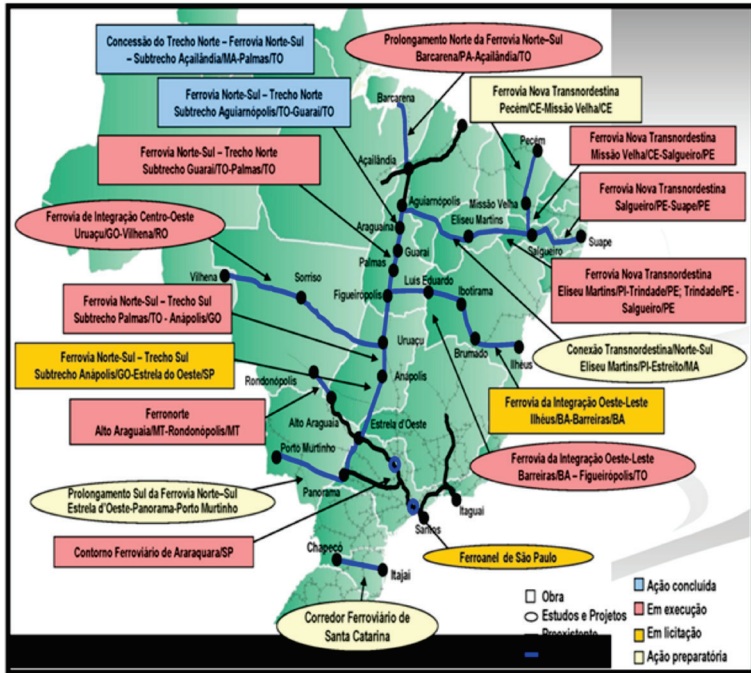 Concessão do Trecho Norte – Ferrovia Norte-Sul
– Subtrecho Açailândia/MA-Palmas/TO
Prolongamento Norte da Ferrovia Norte–Sul
Barcarena/PA-Açailândia/TO
Ferrovia Norte-Sul – Trecho Norte
Subtrecho Aguiarnópolis/TO-Guaraí/TO
Barcarena
Ferrovia Nova Transnordestina
Pecém/CE-Missão Velha/CE
Pecém
Ferrovia Nova Transnordestina
Missão Velha/CE-Salgueiro/PE
Ferrovia Norte-Sul – Trecho Norte
Subtrecho Guaraí/TO-Palmas/TO
Açailândia
Ferrovia Nova Transnordestina
Salgueiro/PE-Suape/PE
Aguiarnópolis
Missão Velha
Eliseu Martins
Ferrovia de Integração Centro-Oeste
Uruaçu/GO-Vilhena/RO
Araguaína
Guaraí
Salgueiro
Suape
Palmas
Vilhena
Sorriso
Figueirópolis
Luis Eduardo
Ibotirama
Ferrovia Nova Transnordestina
Eliseu Martins/PI-Trindade/PE; Trindade/PE -
Salgueiro/PE
Ferrovia Norte-Sul – Trecho Sul
Subtrecho Palmas/TO - Anápolis/GO
Uruaçu
Brumado
Ilhéus
Conexão Transnordestina/Norte-Sul
Eliseu Martins/PI-Estreito/MA
Ferrovia Norte-Sul – Trecho Sul
Subtrecho Anápolis/GO-Estrela do Oeste/SP
Rondonópolis
Anápolis
Ferronorte
Alto Araguaia/MT-Rondonópolis/MT
Alto Araguaia
Estrela d'Oeste
Ferrovia da Integração Oeste-Leste
Ilhéus/BA-Barreiras/BA
Porto Murtinho
Ferrovia da Integração Oeste-Leste
Barreiras/BA – Figueirópolis/TO
Prolongamento Sul da Ferrovia Norte–Sul
Estrela d'Oeste-Panorama-Porto Murtinho
Panorama
Itaguaí
Santos
Contorno Ferroviário de Araraquara/SP
Ferroanel de São Paulo
Chapecó
Itajaí
Corredor Ferroviário de
Santa Catarina
Obra
Estudos e Projetos
Preexistente
Ação concluída
Em execução
Em licitação
Ação preparatória